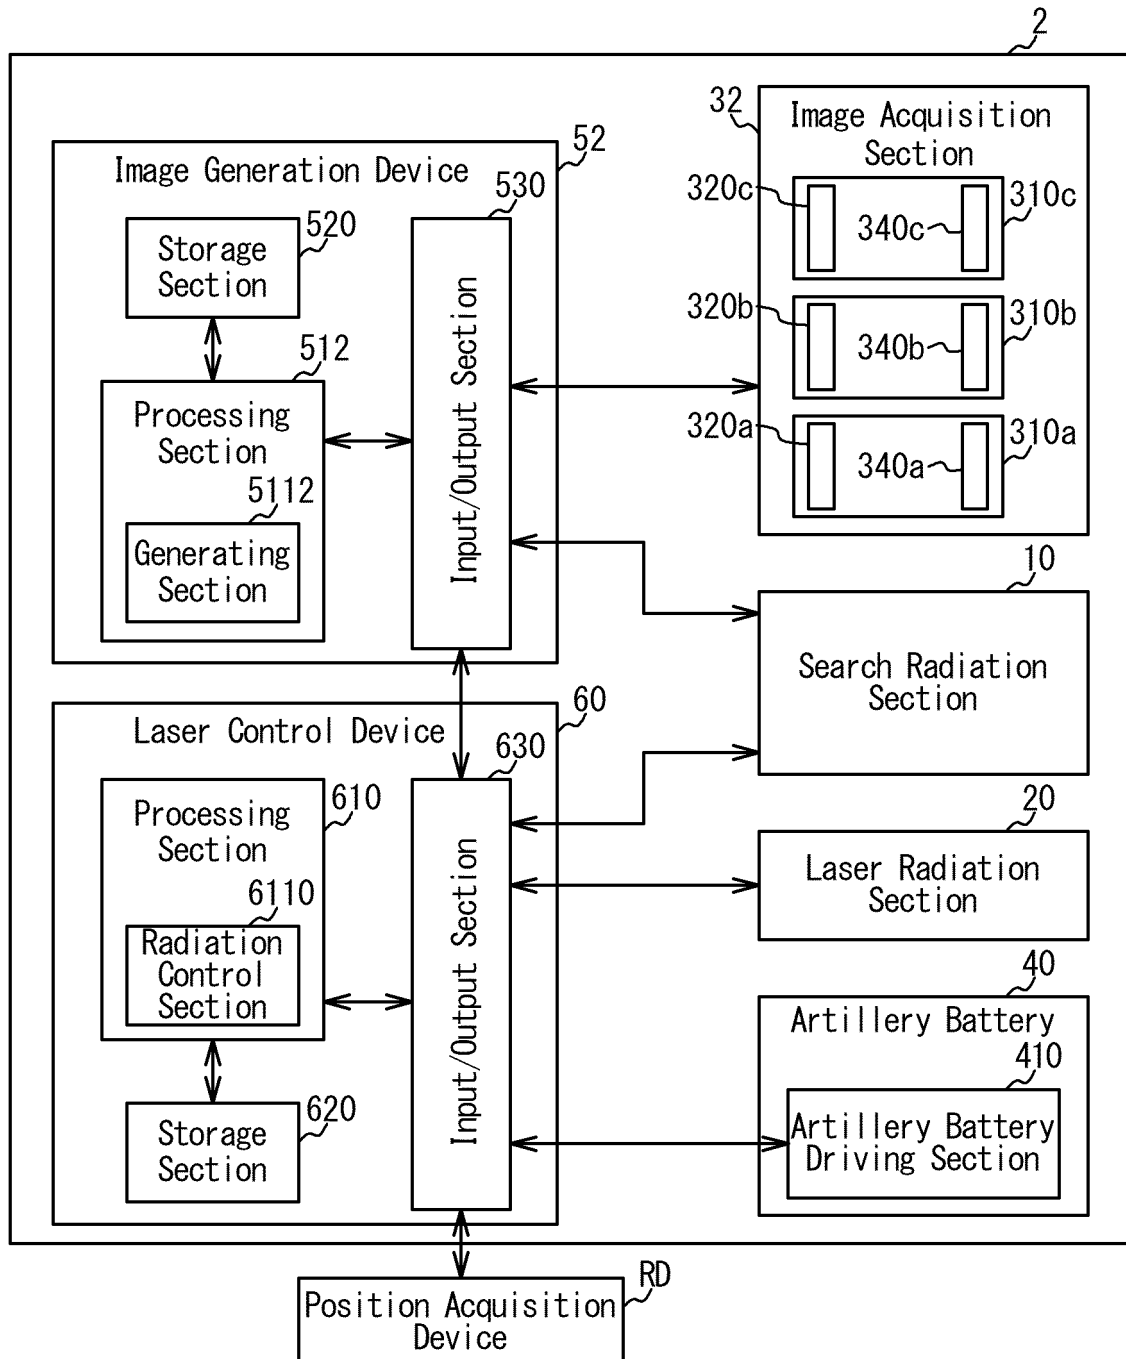 2
32
Image Acquisition
Section
320c
340c
310c
320b
340b
310b
320a
340a
310a
52
Image Generation Device
530
520
Storage
Section
512
Processing
Section
5112
Generating
Section
Input/Output Section
10
Search Radiation
Section
60
Laser Control Device
630
610
Processing
Section
6110
Radiation
Control
Section
620
Storage
Section
Input/Output Section
20
Laser Radiation
Section
40
Artillery Battery
410
Artillery Battery
Driving Section
RD
Position Acquisition
Device